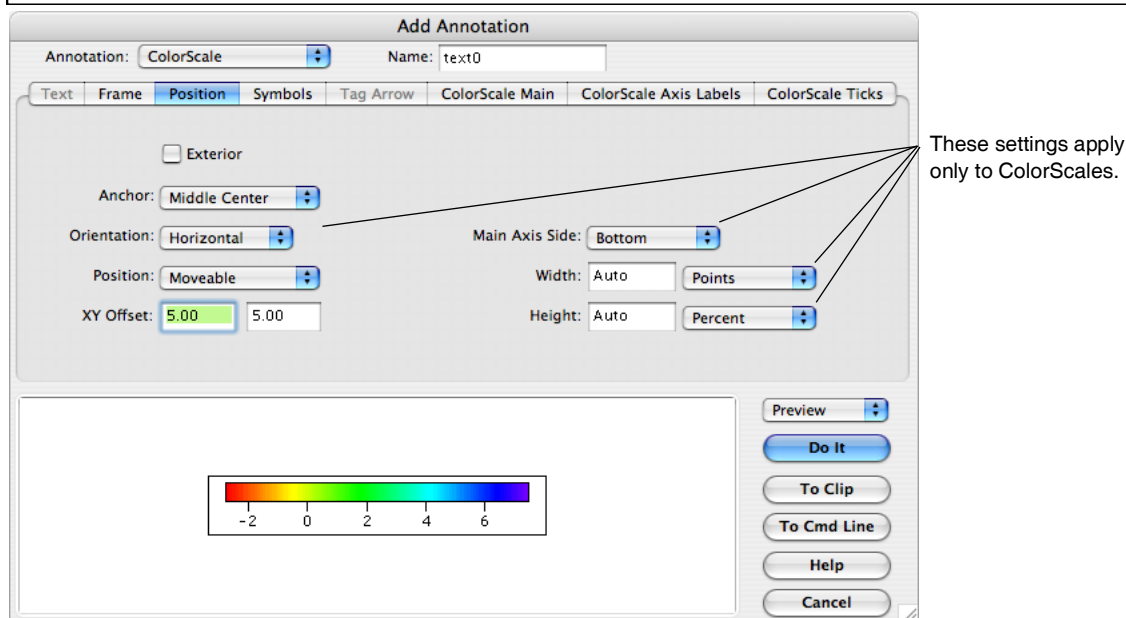 Add Annotation
Annotation: ColorScale Name: text0
Text Frame Position Symbols Tag Arrow ColorScale Main ColorScale Axis Labels ColorScale Ticks
Exterior
These settings apply
only to ColorScales.
Anchor: Middle Center
Orientation: Horizontal Main Axis Side: Bottom
Position: Moveable Width: Auto Points
XY Offset: 5.00 5.00 Height: Auto Percent
Preview
Do It
To Clip
-2 0 2 4 6
To Cmd Line
Help
Cancel